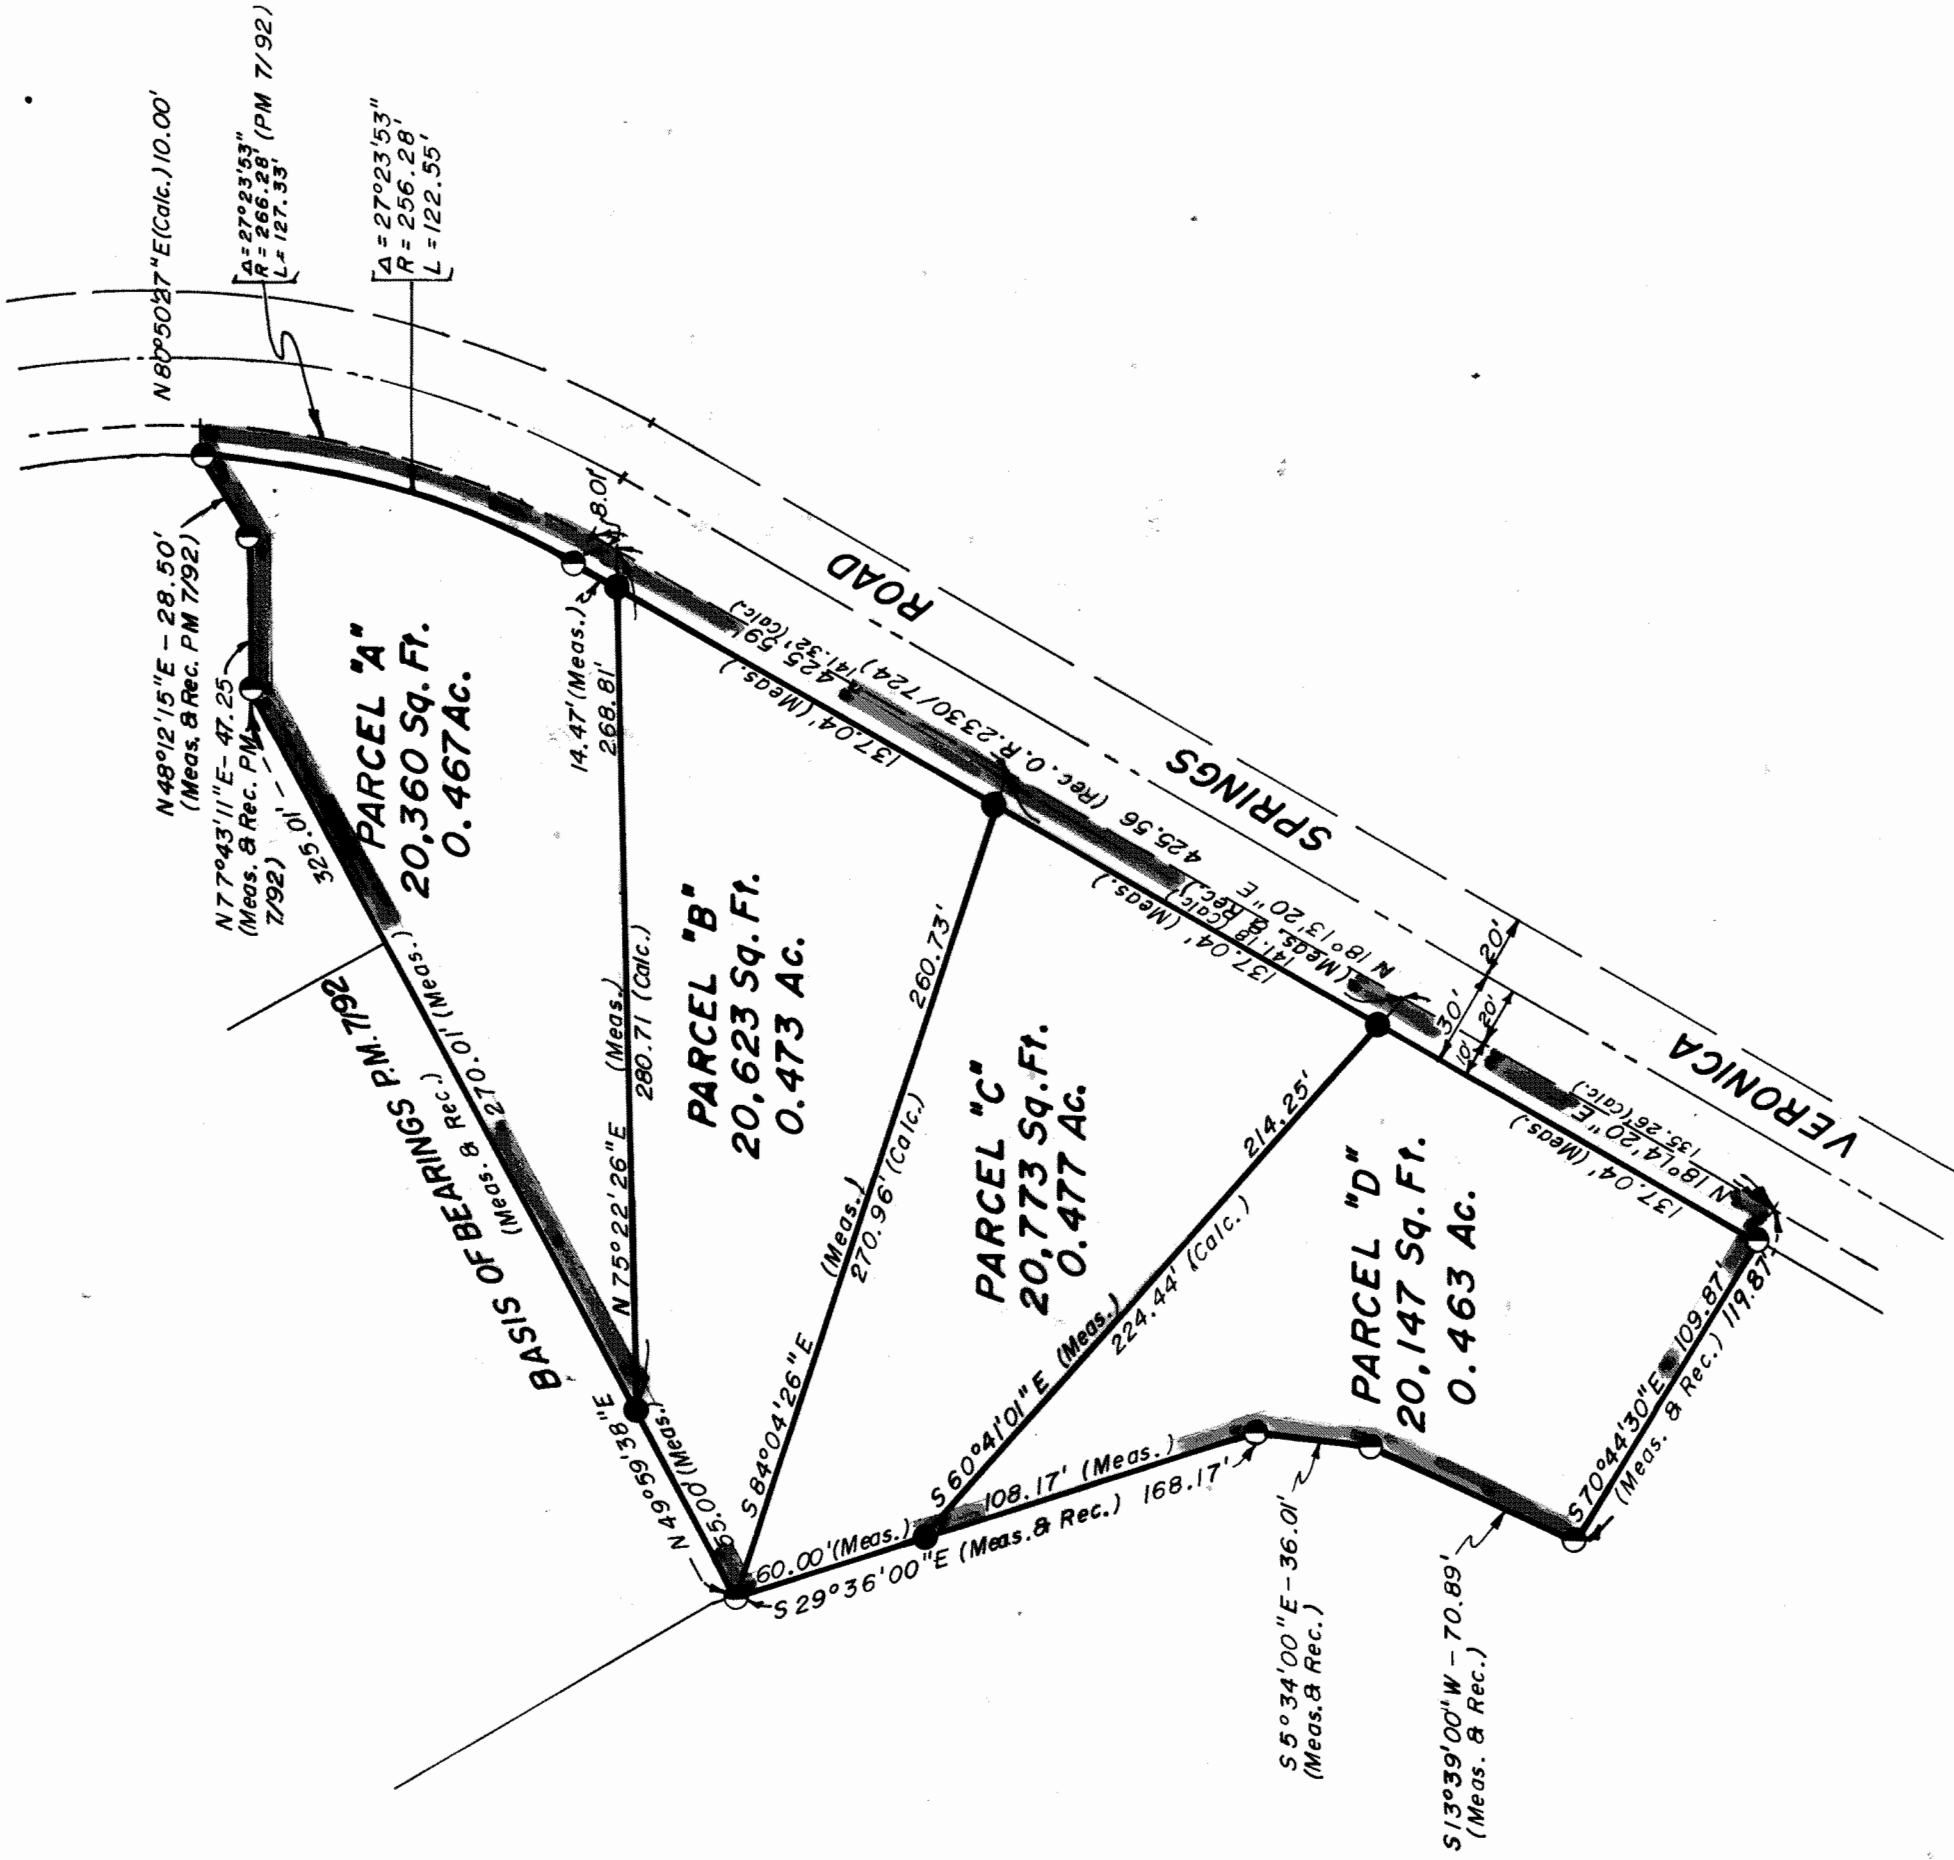 N80°50'27"E(Calc.)10.00'
Δ=27°23'53"
R=266.28' (PM 7/92)
L=127.33'
Δ=27°23'53"
R=256.28'
L=122.55'
N48°12'15"E-28.50'
(Meas. & Rec. PM 7/92)
N77°43'11"E-47.25
(Meas. & Rec. PM
7/92)
325.01'
PARCEL "A"
20,360 Sq. Ft.
0.467 Ac.
14.47'(Meas.)
268.81'
8.01'
BASIS OF BEARINGS P.M. 7/92
(Meas. & Rec.)
270.01' (Meas.)
N 75°22'26"E (Meas.)
280.71 (Calc.)
PARCEL "B"
20,623 Sq. Ft.
0.473 Ac.
N 49°59'38"E
55.00'(Meas.)
S 84°04'26"E (Meas.) 260.73'
270.96'(Calc.)
PARCEL "C"
20,773 Sq. Ft.
0.477 Ac.
S 60°41'01"E (Meas.) 214.25'
224.44' (Calc.)
60.00'(Meas.)
108.17' (Meas.)
S 29°36'00"E (Meas. & Rec.) 168.17'
PARCEL "D"
20,147 Sq. Ft.
0.463 Ac.
S 5°34'00"E-36.01'
(Meas. & Rec.)
S13°39'00"W-70.89'
(Meas. & Rec.)
S70°44'30"E 109.87'
(Meas. & Rec.) 119.87'
137.04' (Meas.)
425.59'
141.32' (Calc.)
425.56 (Rec. O.R. 2330/724)
137.04' (Meas.)
141.18 (Calc.)
(Meas. & Rec.)
N 18°13'20"E
137.04' (Meas.)
N 18°14'20"E
135.26'(Calc.)
30'
20'
10'
20'
VERONICA SPRINGS ROAD